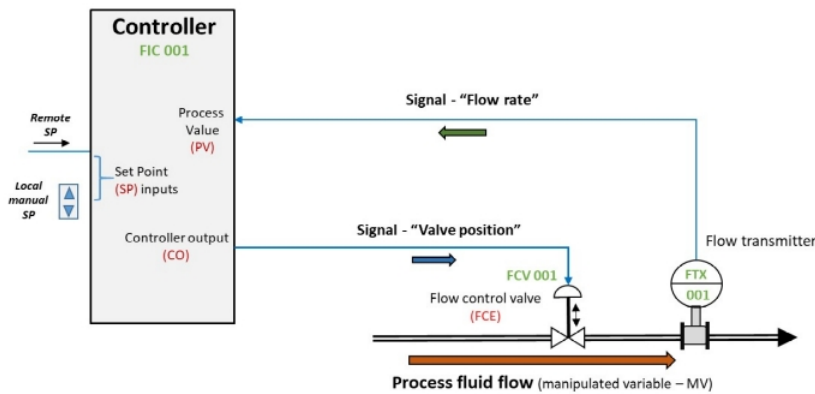 Controller
FIC 001
Signal - “Flow rate”
Remote
SP
Process
Value
(PV)
Set Point
(SP) inputs
Local
manual
SP
Controller output
(CO)
Signal - “Valve position”
Flow transmitter
FCV 001
FTX
001
Flow control valve
(FCE)
Process fluid flow (manipulated variable – MV)